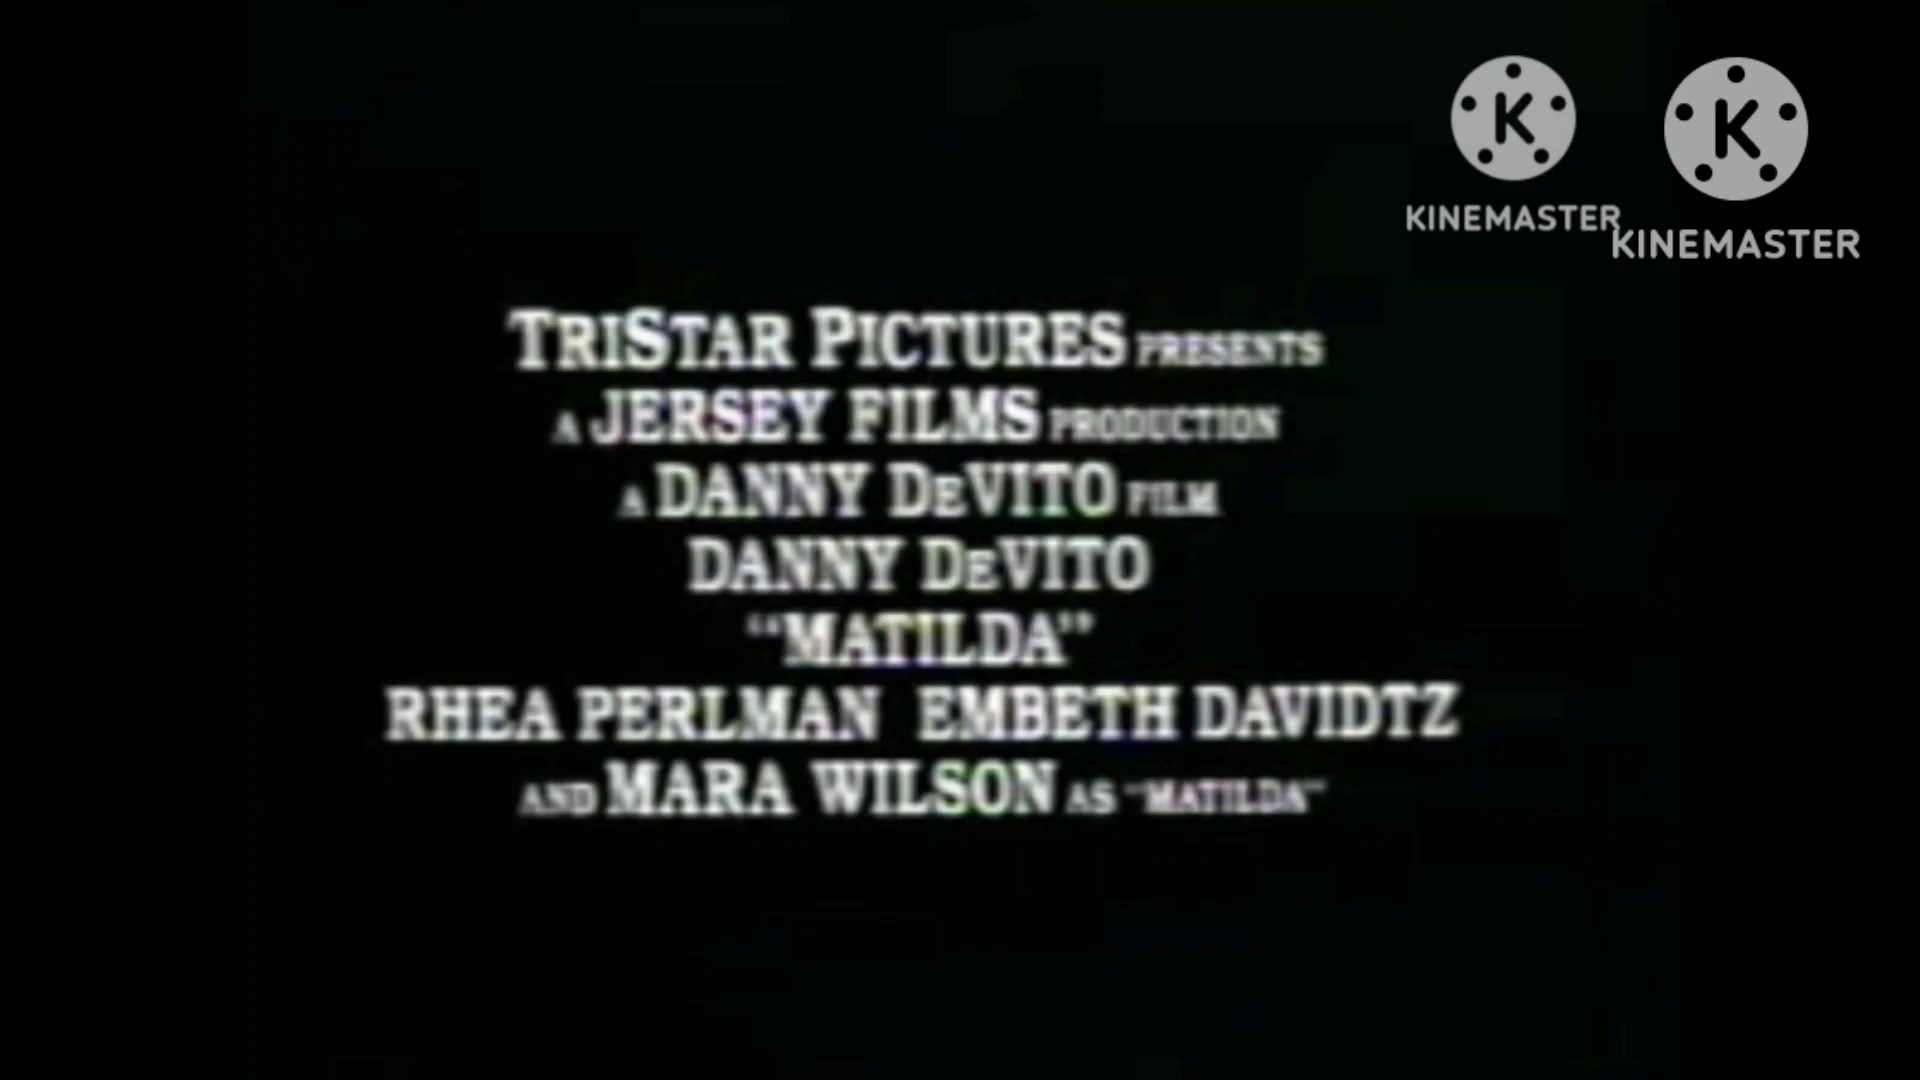 K K
KINEMASTER
KINEMASTER
TRISTAR PICTURES PRESENTS
A JERSEY FILMS PRODUCTION
A DANNY DeVITO FILM
DANNY DeVITO
“MATILDA”
RHEA PERLMAN EMBETH DAVIDTZ
AND MARA WILSON AS “MATILDA”